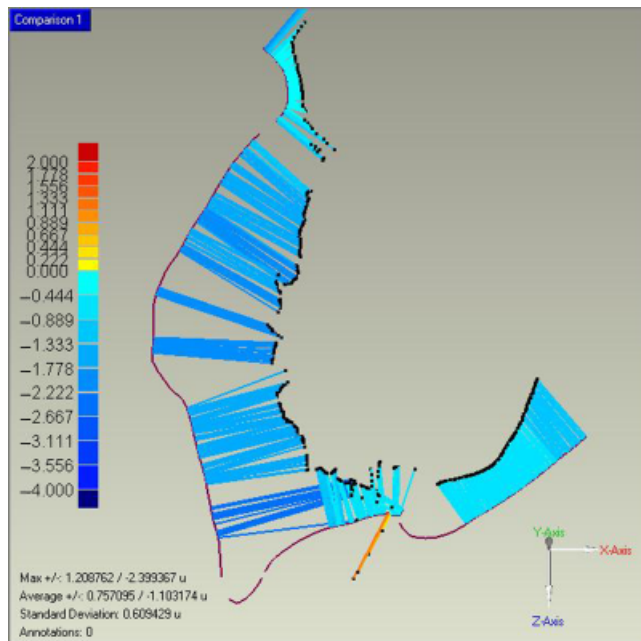 Comparison 1
2.000
1.778
1.556
1.333
1.111
0.889
0.667
0.444
0.222
0.000
−0.444
−0.889
−1.333
−1.778
−2.222
−2.667
−3.111
−3.556
−4.000
Y-Axis
X-Axis
Z-Axis
Max +/-: 1.208762 / -2.399367 u
Average +/-: 0.757095 / -1.103174 u
Standard Deviation: 0.609429 u
Annotations: 0